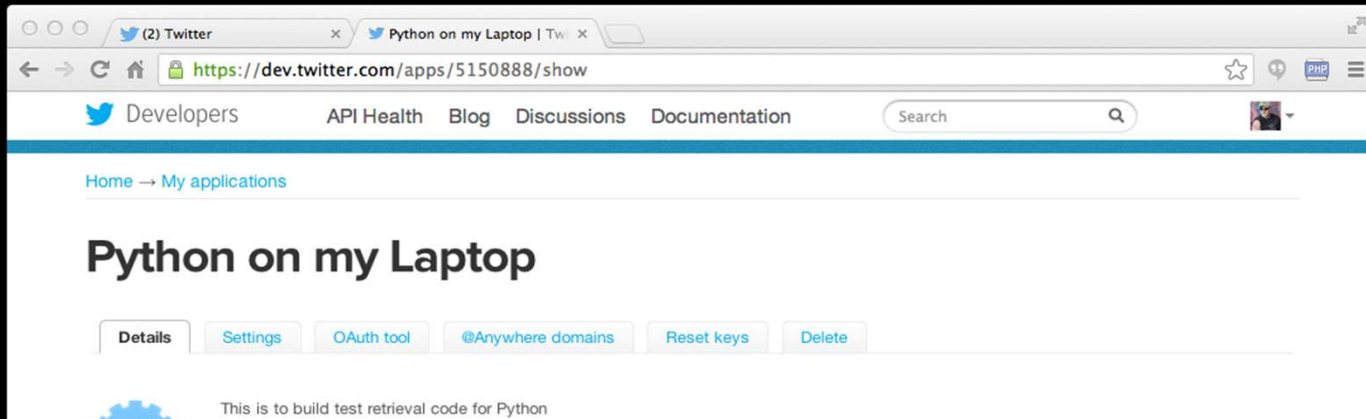 (2) Twitter
Python on my Laptop | Tw
https://dev.twitter.com/apps/5150888/show
PHP
Developers API Health Blog Discussions Documentation Search
Home → My applications
Python on my Laptop
Details Settings OAuth tool @Anywhere domains Reset keys Delete
This is to build test retrieval code for Python